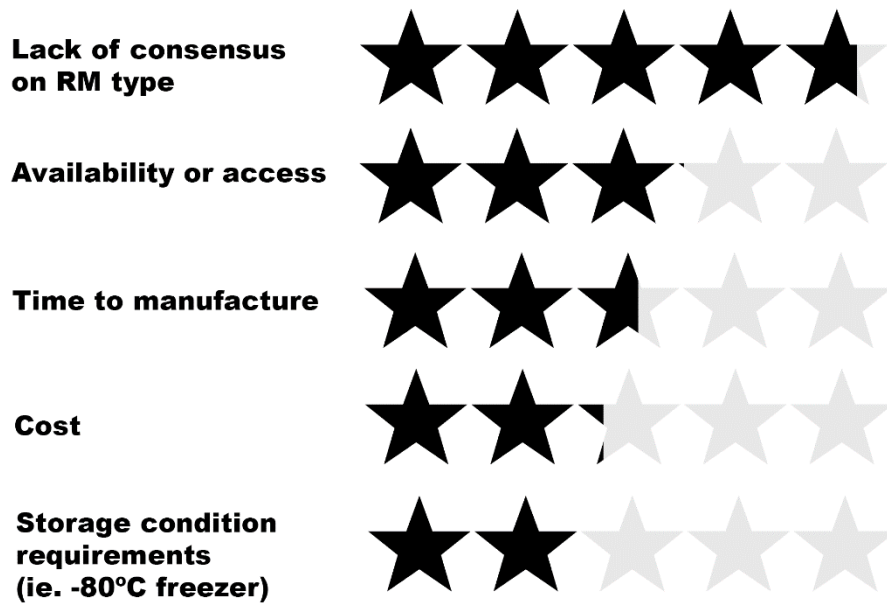 Lack of consensus
on RM type
Availability or access
Time to manufacture
Cost
Storage condition
requirements
(ie. -80ºC freezer)